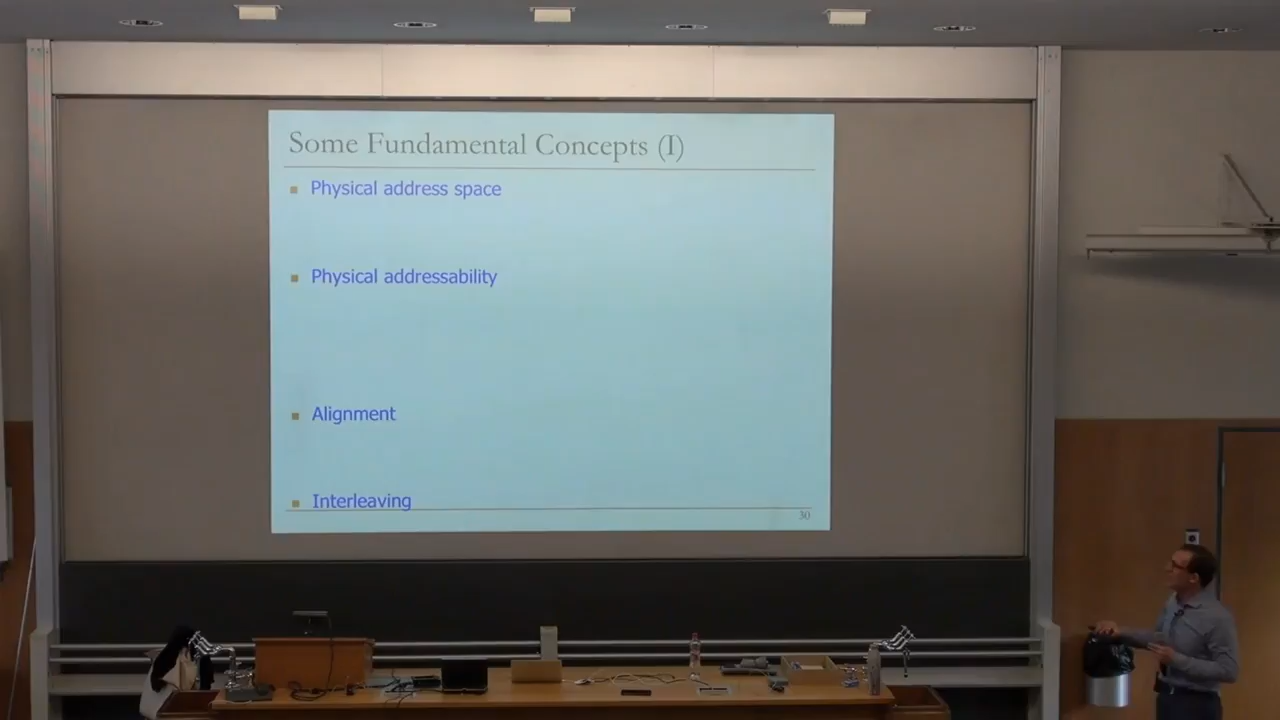 Some Fundamental Concepts (I)
Physical address space
Physical addressability
Alignment
Interleaving
30